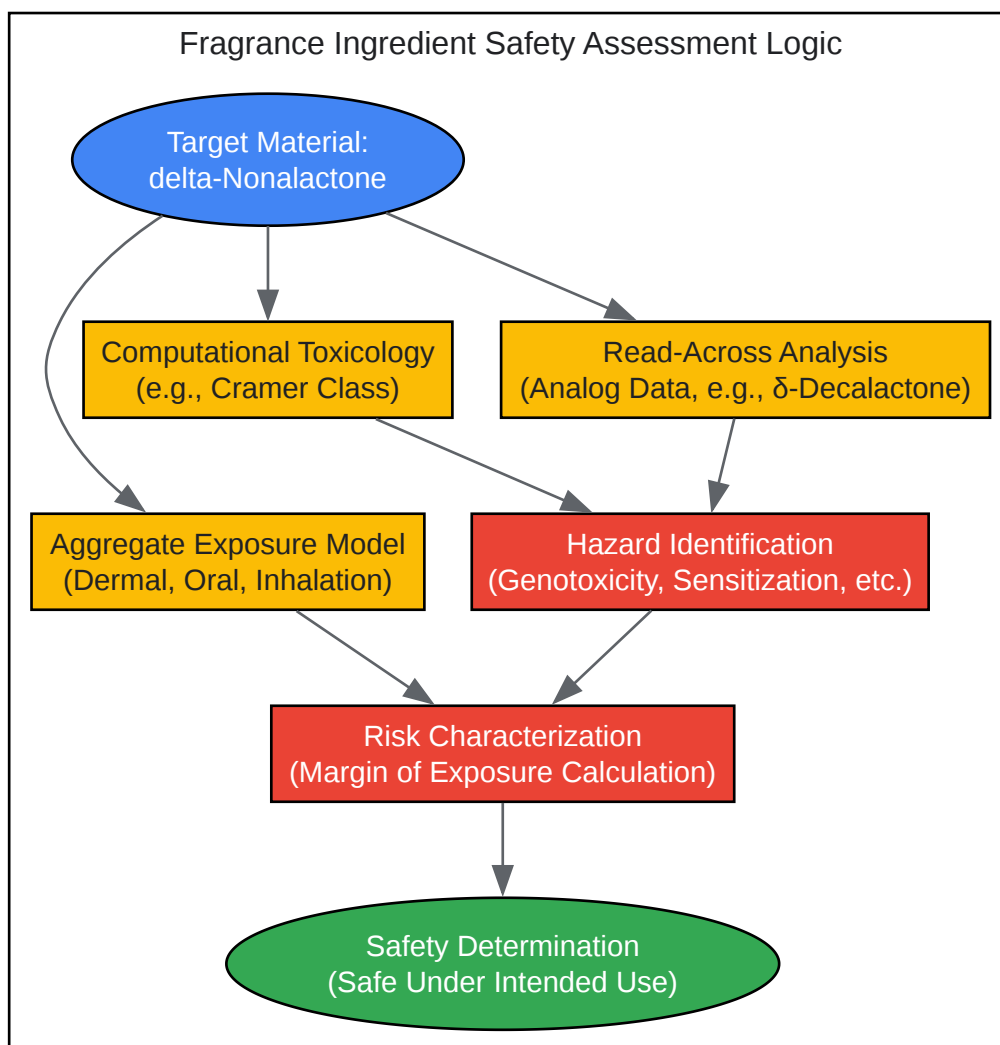 Fragrance Ingredient Safety Assessment Logic
Target Material:
delta-Nonalactone
Computational Toxicology
(e.g., Cramer Class)
Read-Across Analysis
(Analog Data, e.g., δ-Decalactone)
Aggregate Exposure Model
(Dermal, Oral, Inhalation)
Hazard Identification
(Genotoxicity, Sensitization, etc.)
Risk Characterization
(Margin of Exposure Calculation)
Safety Determination
(Safe Under Intended Use)